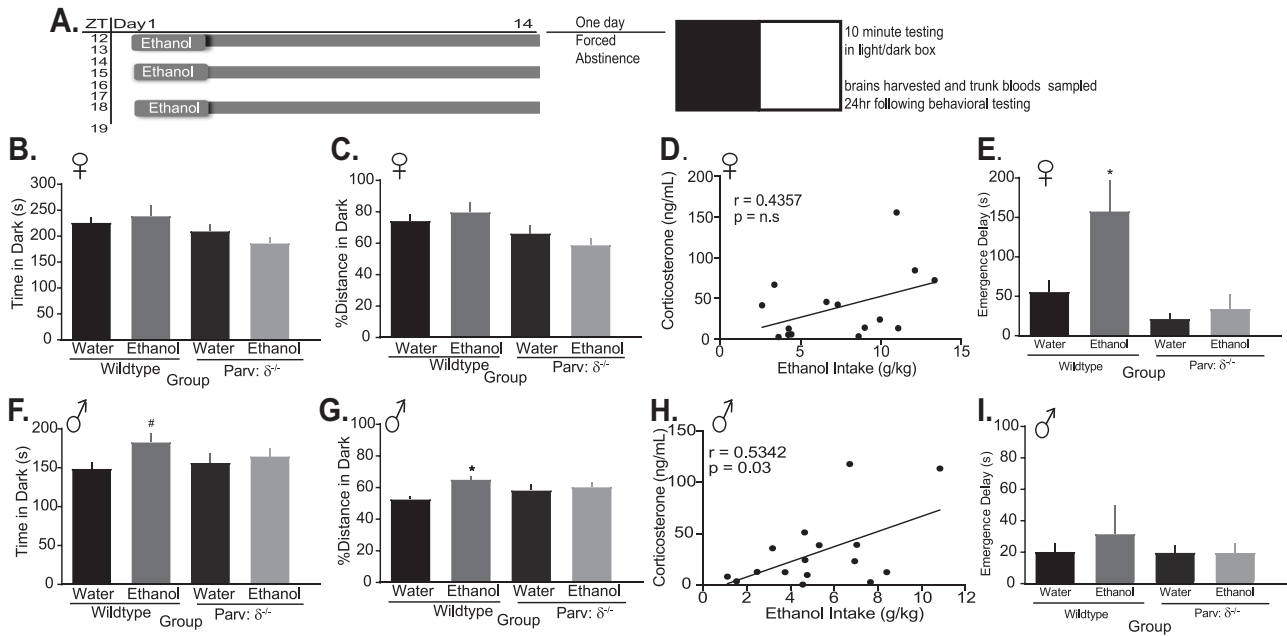 A.
ZT Day1 14 One day
12
13
14
15
16
17
18
19
Ethanol
Ethanol
Ethanol
Forced
Abstinence
10 minute testing
in light/dark box
brains harvested and trunk bloods sampled
24hr following behavioral testing
B. ♀
Time in Dark (s)
300
250
200
150
100
50
0
Water Ethanol Water Ethanol
Wildtype Parv: δ-/-
Group
C. ♀
%Distance in Dark
100
80
60
40
20
0
Water Ethanol Water Ethanol
Wildtype Parv: δ-/-
Group
D. ♀
Corticosterone (ng/mL)
200
150
100
50
0
r = 0.4357
p = n.s
0 5 10 15
Ethanol Intake (g/kg)
E. ♀
Emergence Delay (s)
200
150
100
50
0
*
Water Ethanol Water Ethanol
Wildtype Parv: δ-/-
Group
F. ♂
Time in Dark (s)
200
150
100
50
0
#
Water Ethanol Water Ethanol
Wildtype Parv: δ-/-
Group
G. ♂
%Distance in Dark
100
80
60
40
20
0
*
Water Ethanol Water Ethanol
Wildtype Parv: δ-/-
Group
H. ♂
Corticosterone (ng/mL)
150
100
50
0
r = 0.5342
p = 0.03
0 2 4 6 8 10 12
Ethanol Intake (g/kg)
I. ♂
Emergence Delay (s)
100
80
60
40
20
0
Water Ethanol Water Ethanol
Wildtype Parv: δ-/-
Group